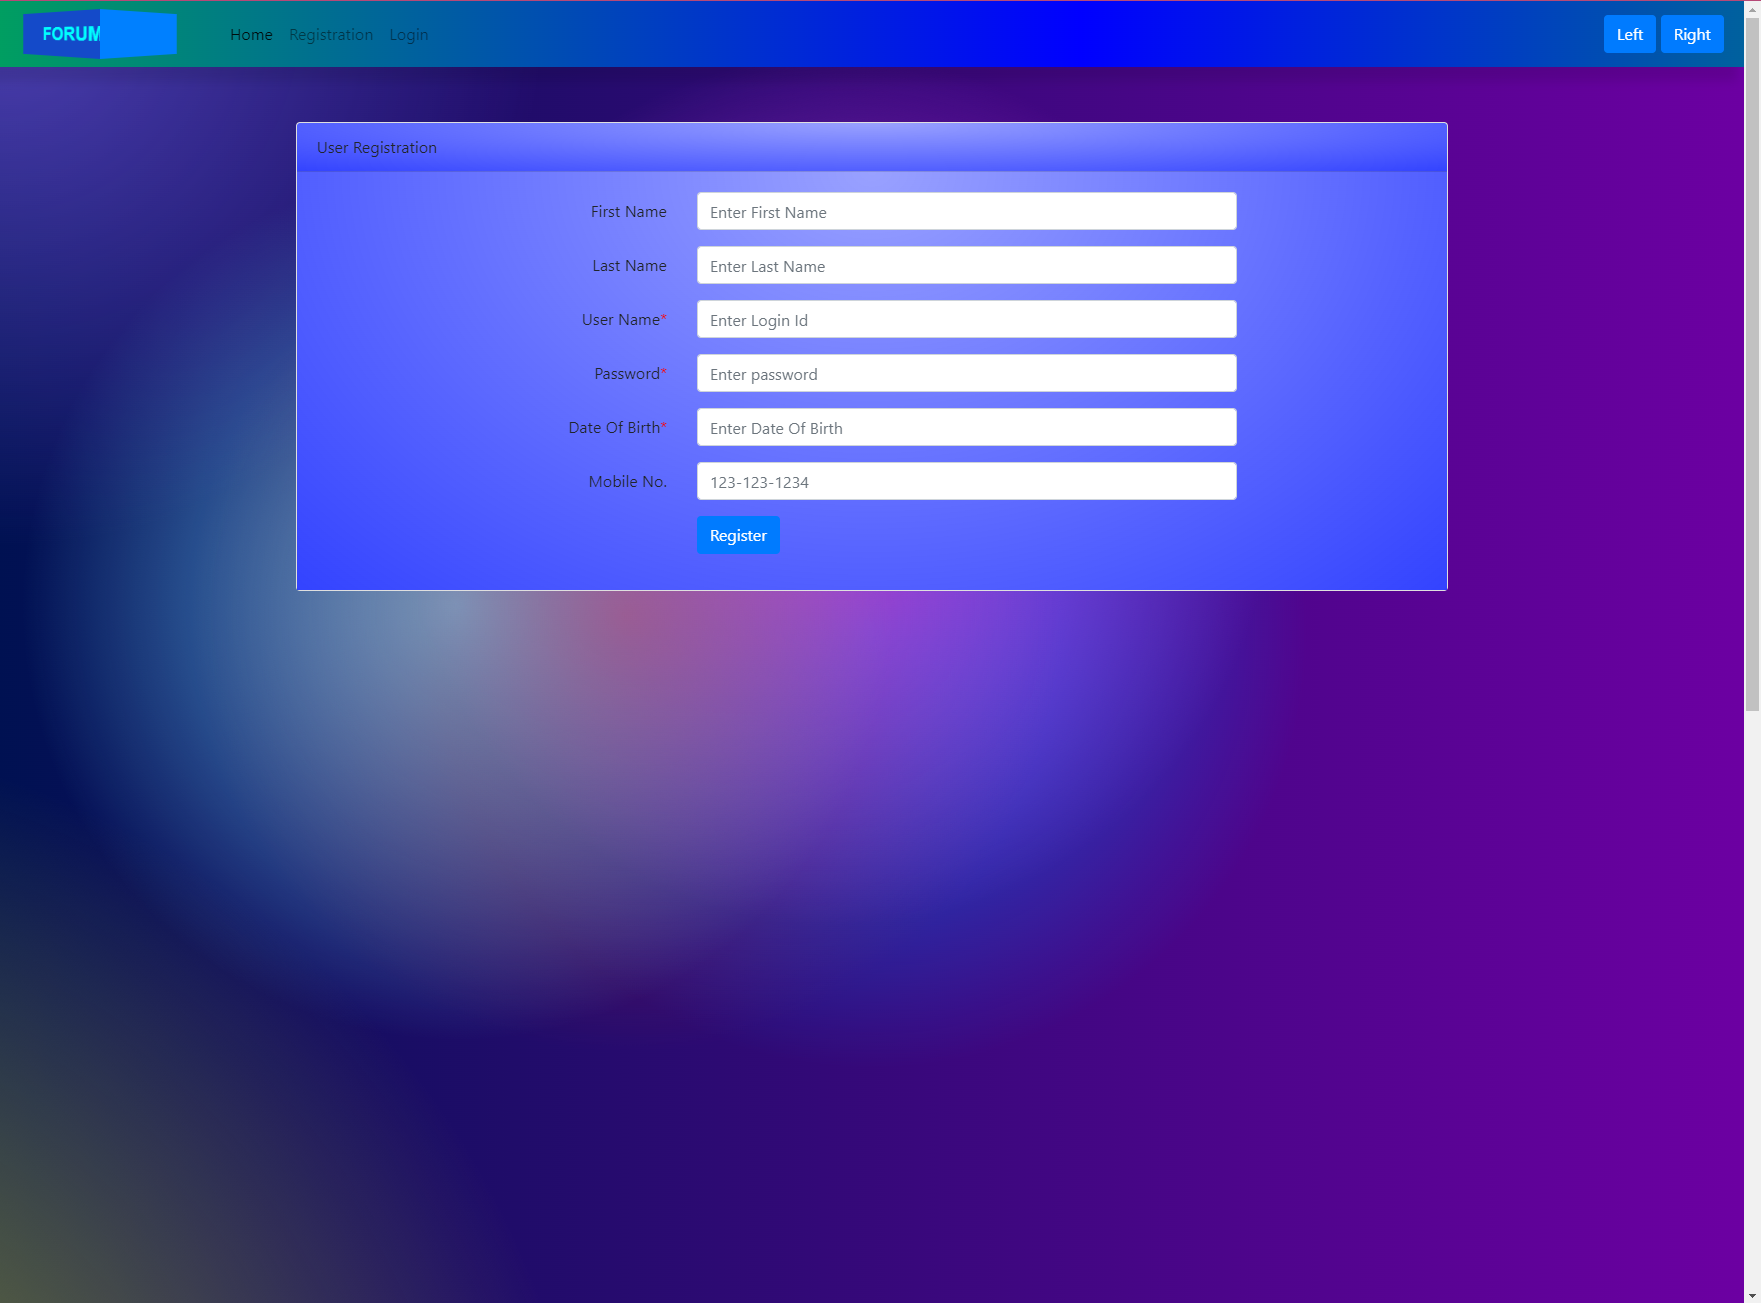 FORUM
Home Registration Login
Left Right
User Registration
First Name Enter First Name
Last Name Enter Last Name
User Name* Enter Login Id
Password* Enter password
Date Of Birth* Enter Date Of Birth
Mobile No. 123-123-1234
Register